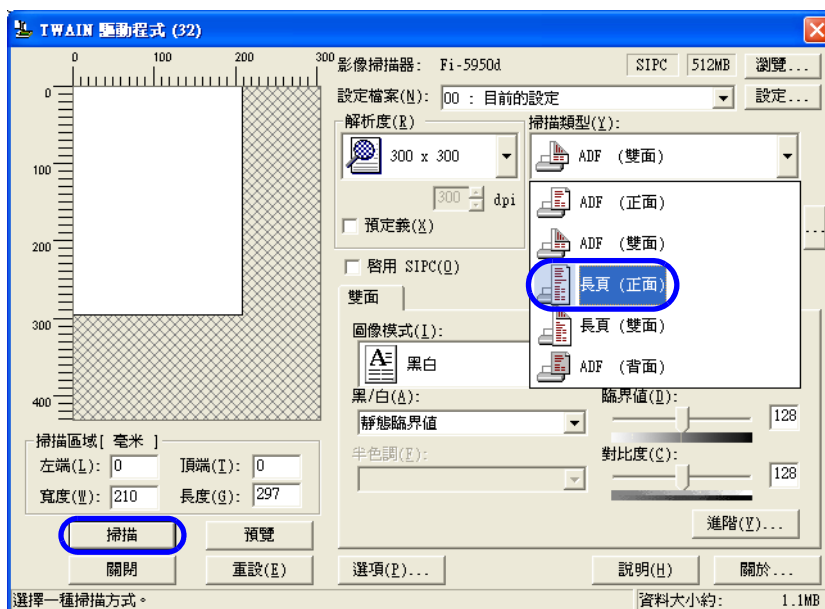 TWAIN 驅動程式 (32)
0 100 200 300
0
100
200
300
400
影像掃描器: Fi-5950d SIPC 512MB 瀏覽...
設定檔案(N): 00 : 目前的設定 設定...
解析度(R)
300 x 300
300 dpi
預定義(X)
掃描類型(Y):
ADF (雙面)
ADF (正面)
ADF (雙面)
長頁 (正面)
長頁 (雙面)
ADF (背面)
...
啓用 SIPC(Q)
雙面
圖像模式(I):
黑白
黑/白(A):
靜態臨界值
半色調(F):
臨界值(D):
128
對比度(C):
128
進階(V)...
掃描區域[ 毫米 ]
左端(L): 0 頂端(T): 0
寬度(W): 210 長度(g): 297
掃描 預覽
關閉 重設(E) 選項(P)... 說明(H) 關於...
選擇一種掃描方式。 資料大小約: 1.1MB